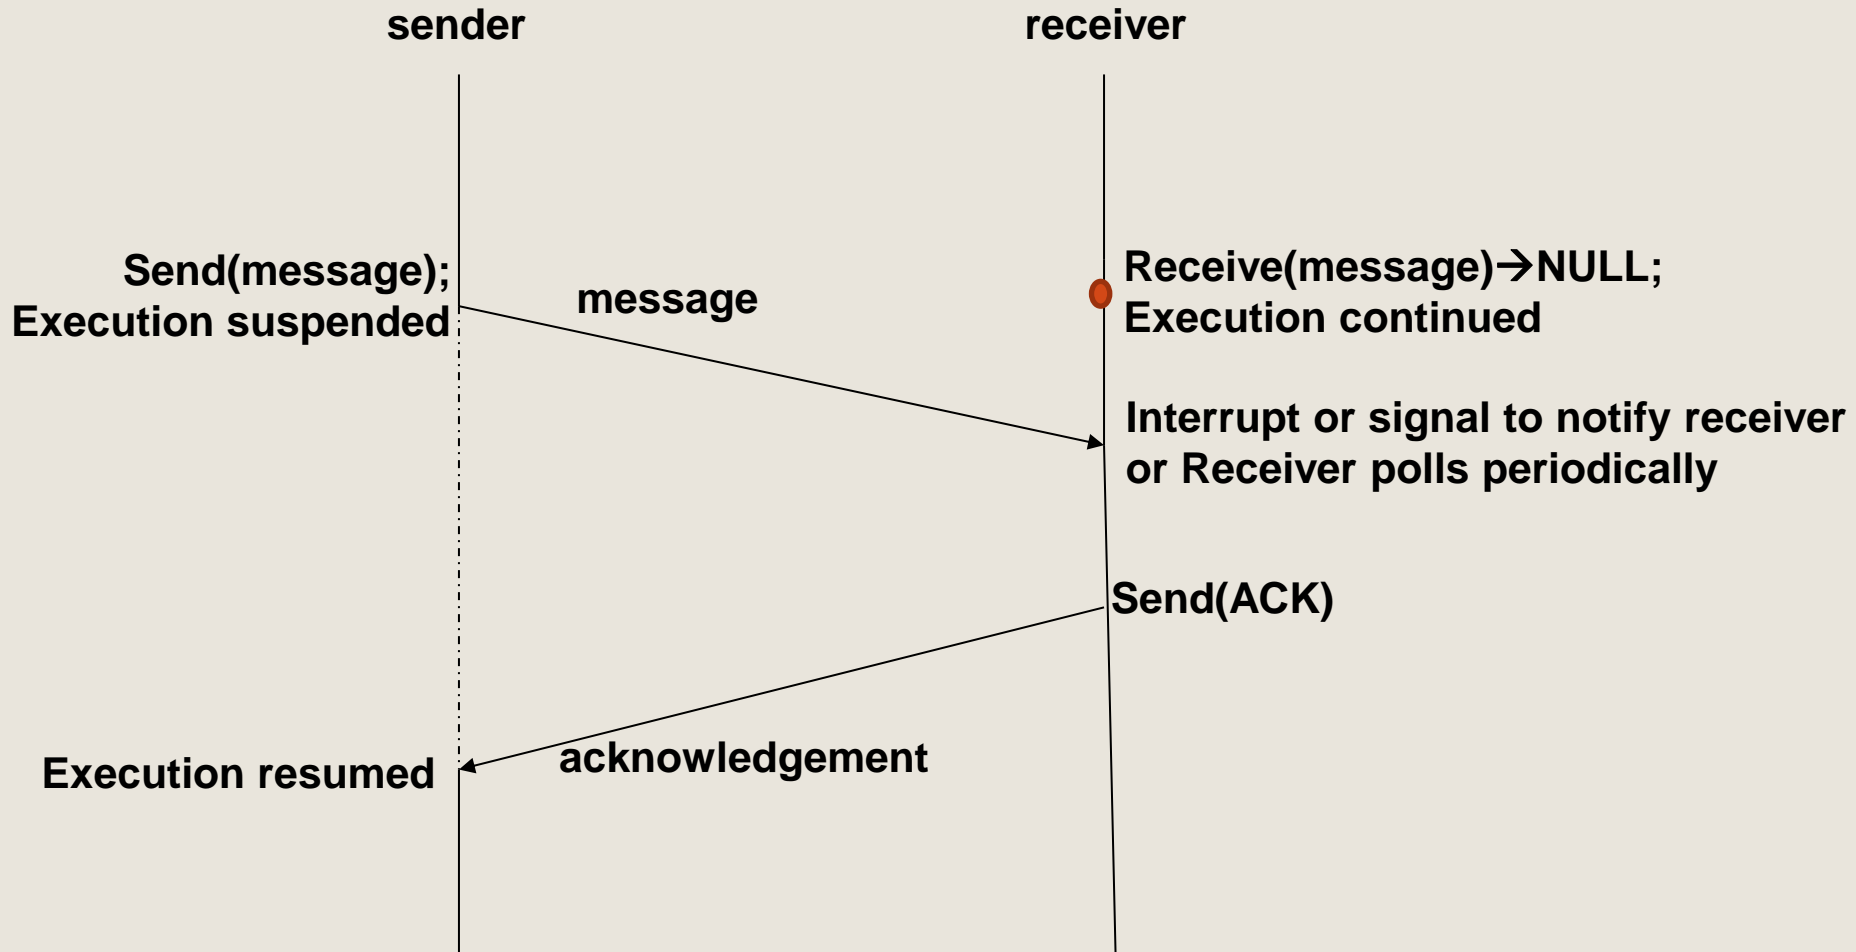 sender
receiver
Send(message);
Execution suspended
message
Receive(message)→NULL;
Execution continued
Interrupt or signal to notify receiver
or Receiver polls periodically
Send(ACK)
acknowledgement
Execution resumed